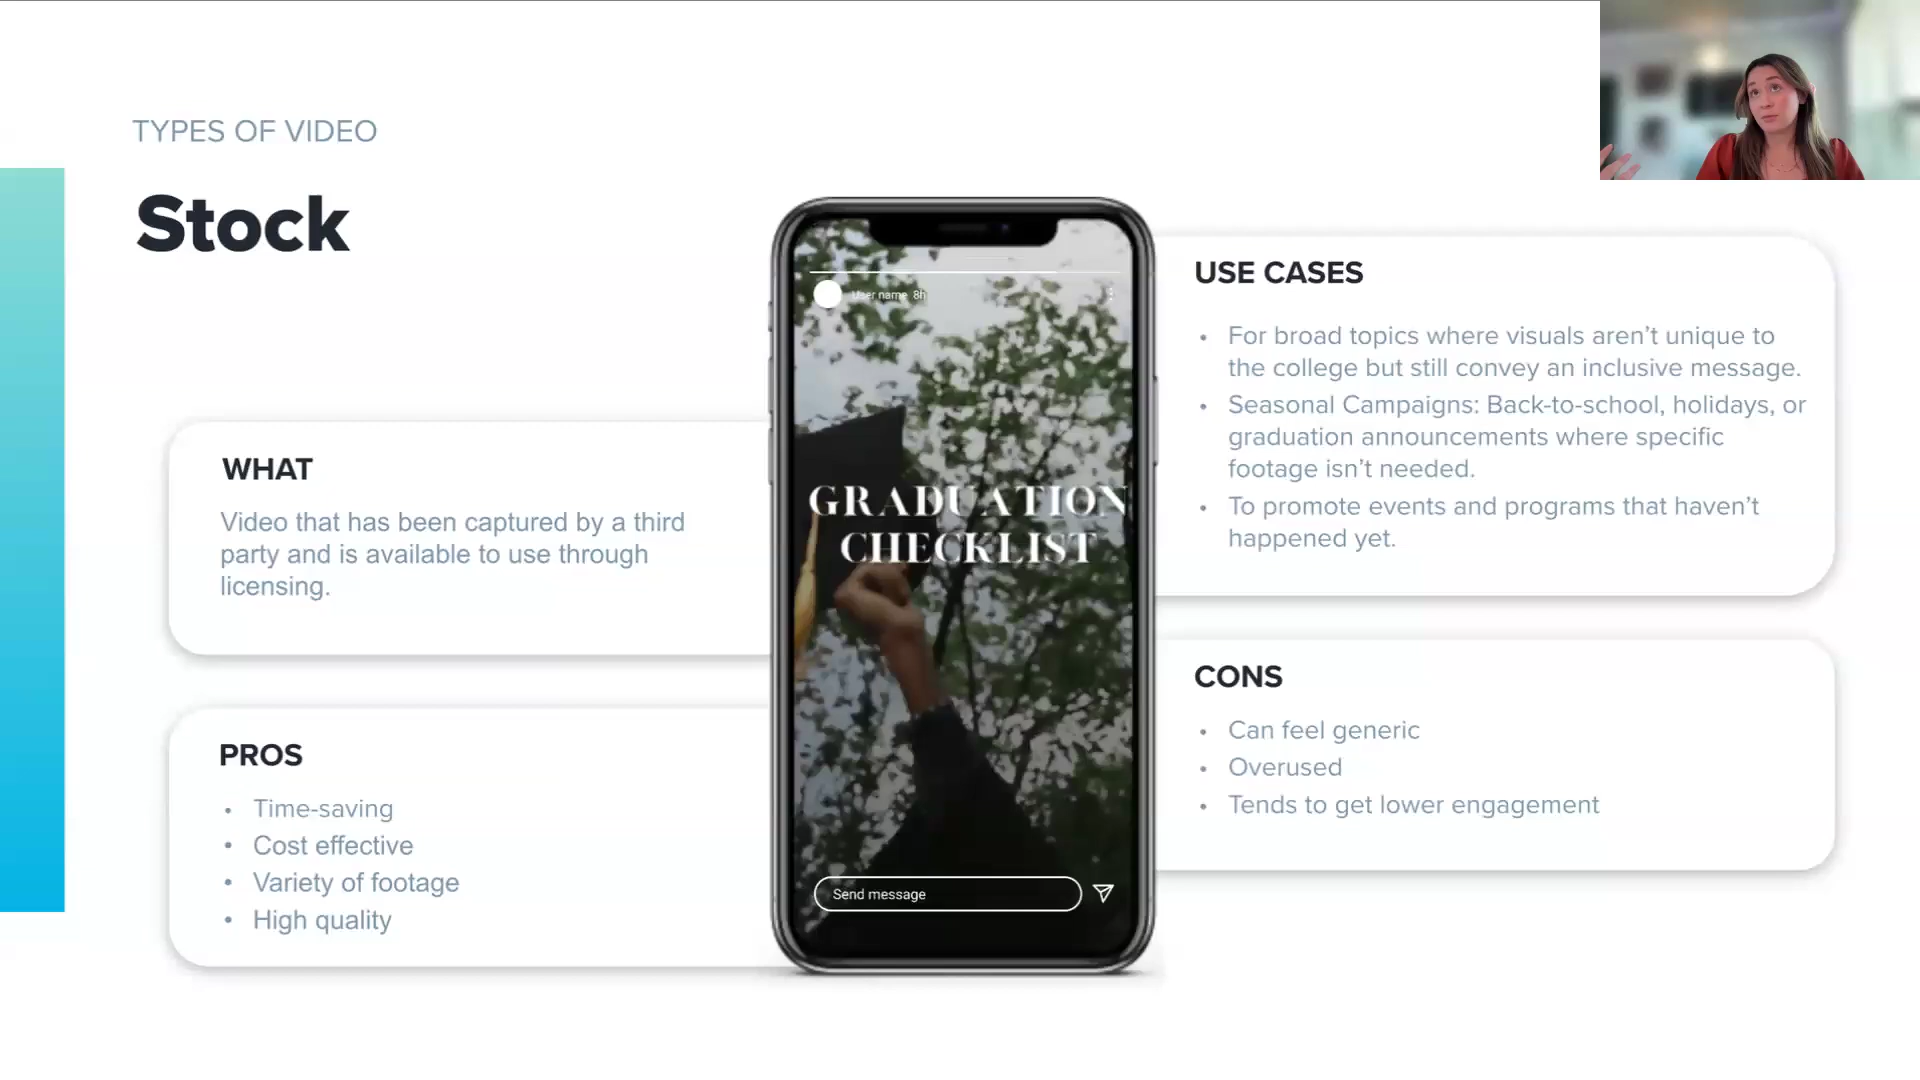 TYPES OF VIDEO
Stock
WHAT
Video that has been captured by a third
party and is available to use through
licensing.
PROS
• Time-saving
• Cost effective
• Variety of footage
• High quality
User name 8h
GRADUATION
CHECKLIST
Send message
USE CASES
• For broad topics where visuals aren’t unique to
the college but still convey an inclusive message.
• Seasonal Campaigns: Back-to-school, holidays, or
graduation announcements where specific
footage isn’t needed.
• To promote events and programs that haven’t
happened yet.
CONS
• Can feel generic
• Overused
• Tends to get lower engagement